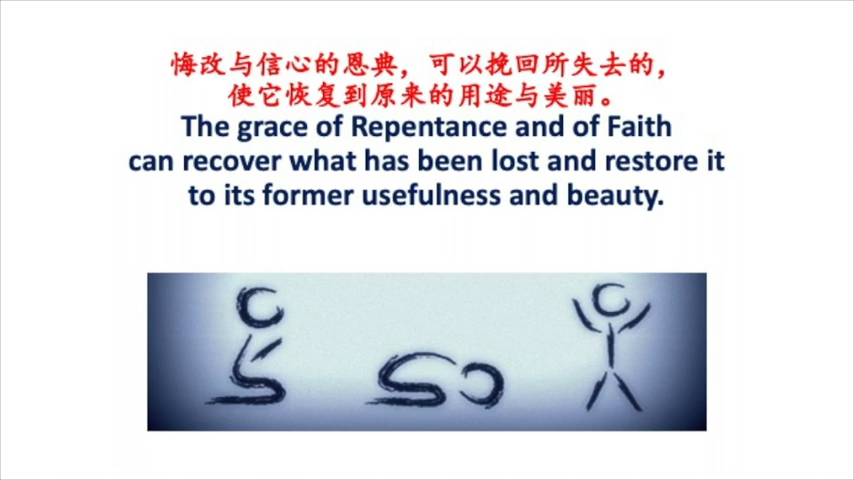 悔改与信心的恩典，可以挽回所失去的，
使它恢复到原来的用途与美丽。
The grace of Repentance and of Faith
can recover what has been lost and restore it
to its former usefulness and beauty.